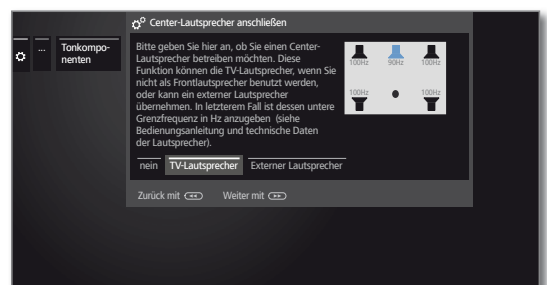 Center-Lautsprecher anschließen
... Tonkompo-
nenten
Bitte geben Sie hier an, ob Sie einen Center-
Lautsprecher betreiben möchten. Diese
Funktion können die TV-Lautsprecher, wenn Sie
nicht als Frontlautsprecher benutzt werden,
oder kann ein externer Lautsprecher
übernehmen. In letzterem Fall ist dessen untere
Grenzfrequenz in Hz anzugeben (siehe
Bedienungsanleitung und technische Daten
der Lautsprecher).
100Hz 90Hz 100Hz
100Hz 100Hz
nein TV-Lautsprecher Externer Lautsprecher
Zurück mit Weiter mit